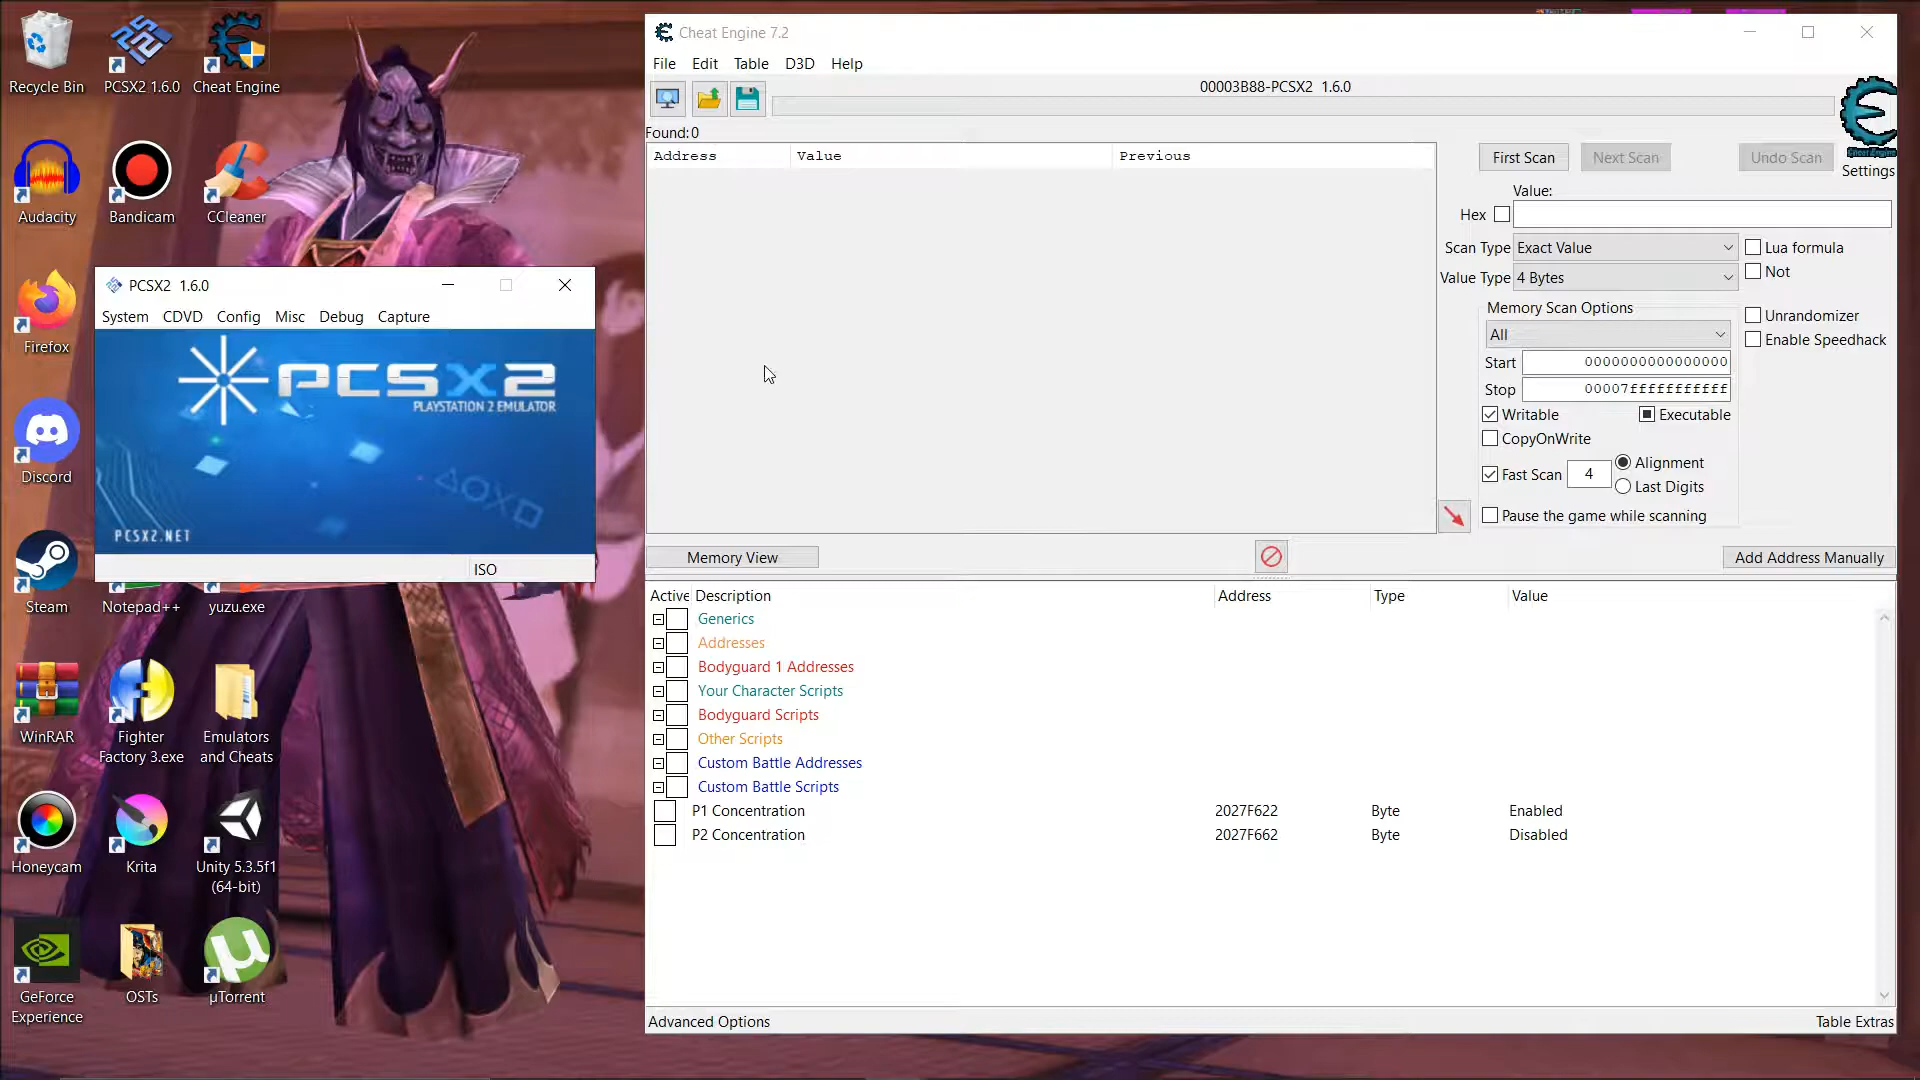 Recycle Bin
PCSX2 1.6.0
Cheat Engine
Audacity
Bandicam
CCleaner
Firefox
Discord
Steam
Notepad++
yuzu.exe
WinRAR
Fighter
Factory 3.exe
Emulators
and Cheats
Honeycam
Krita
Unity 5.3.5f1
(64-bit)
GeForce
Experience
OSTs
µTorrent
PCSX2 1.6.0
System CDVD Config Misc Debug Capture
PCSX2
PLAYSTATION 2 EMULATOR
PCSX2.NET
ISO
Cheat Engine 7.2
File Edit Table D3D Help
00003B88-PCSX2 1.6.0
Found:0
Address Value Previous
First Scan Next Scan Undo Scan
Cheat Engine
Settings
Value:
Hex
Scan Type Exact Value
Lua formula
Value Type 4 Bytes
Not
Memory Scan Options
All
Unrandomizer
Enable Speedhack
Start 0000000000000000
Stop 00007fffffffffff
Writable Executable
CopyOnWrite
Fast Scan 4 Alignment
Last Digits
Pause the game while scanning
Memory View
Add Address Manually
Active Description Address Type Value
Generics
Addresses
Bodyguard 1 Addresses
Your Character Scripts
Bodyguard Scripts
Other Scripts
Custom Battle Addresses
Custom Battle Scripts
P1 Concentration 2027F622 Byte Enabled
P2 Concentration 2027F662 Byte Disabled
Advanced Options
Table Extras